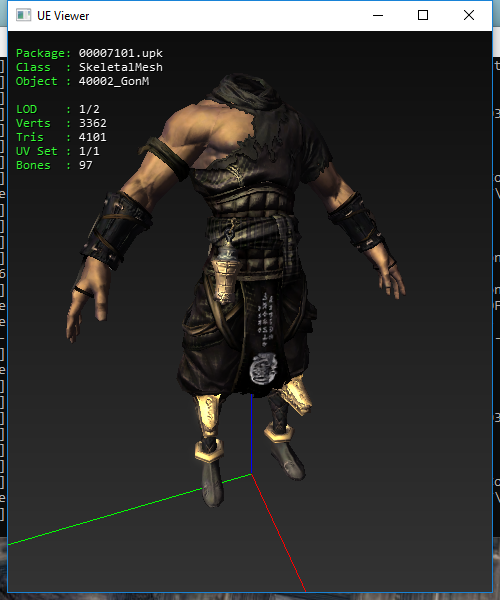 UE Viewer
Package: 00007101.upk
Class : SkeletalMesh
Object : 40002_GonM
LOD : 1/2
Verts : 3362
Tris : 4101
UV Set : 1/1
Bones : 97